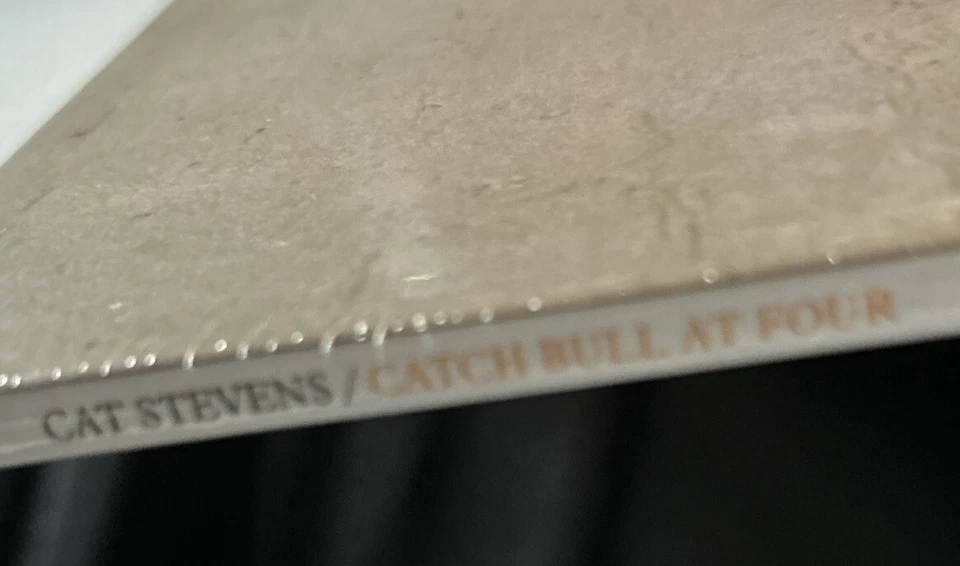 CAT STEVENS / CATCH BULL AT FOUR